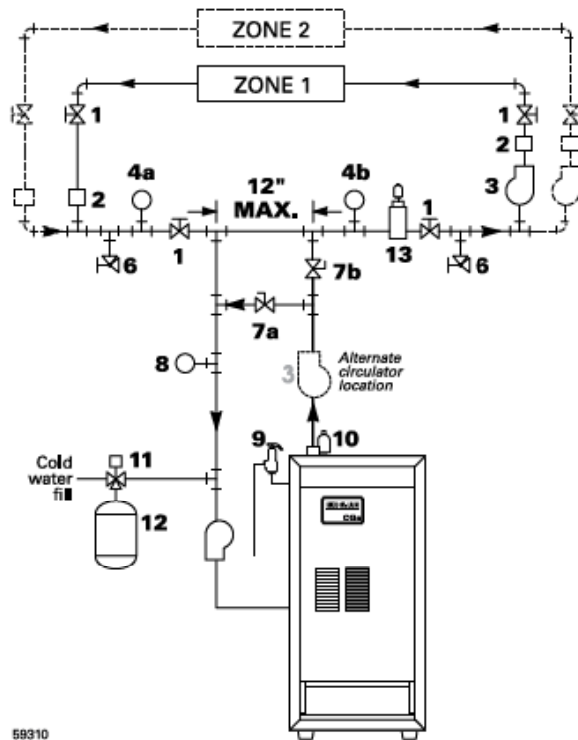 ZONE 2
ZONE 1
1
1
2
2
3
4a
12"
MAX.
4b
1
6
1
13
6
7b
7a
8
3
Alternate
circulator
location
9
10
11
Cold
water
fill
12
CGa
59310